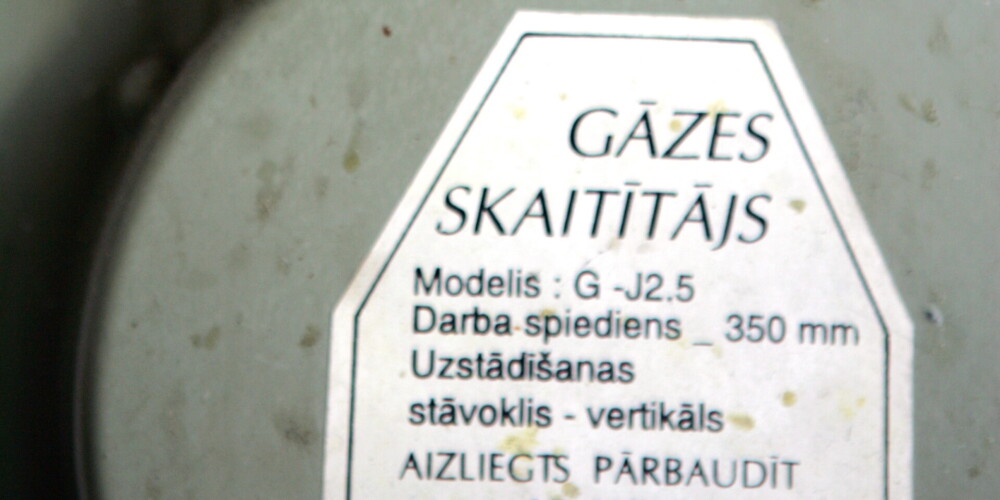 GĀZES
SKAITĪTĀJS
Modelis : G -J2.5
Darba spiediens _ 350 mm
Uzstādīšanas
stāvoklis - vertikāls
AIZLIEGTS PĀRBAUDĪT